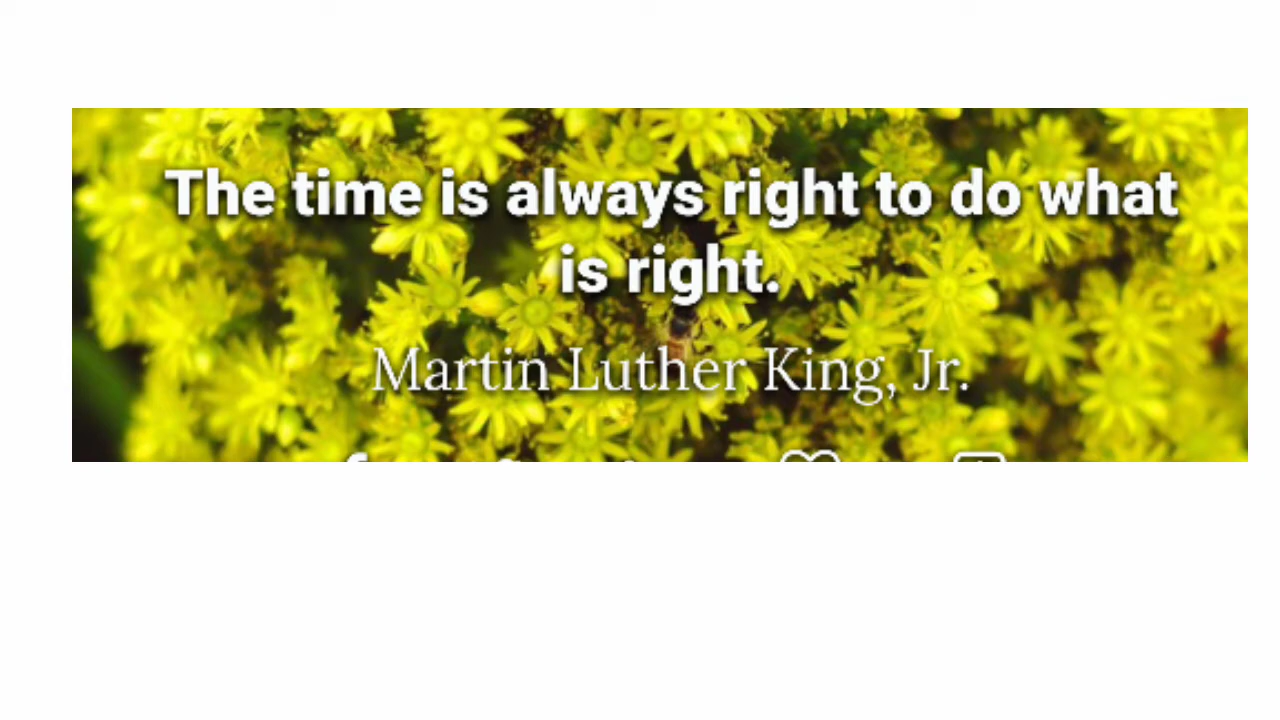 The time is always right to do what
is right.
Martin Luther King, Jr.